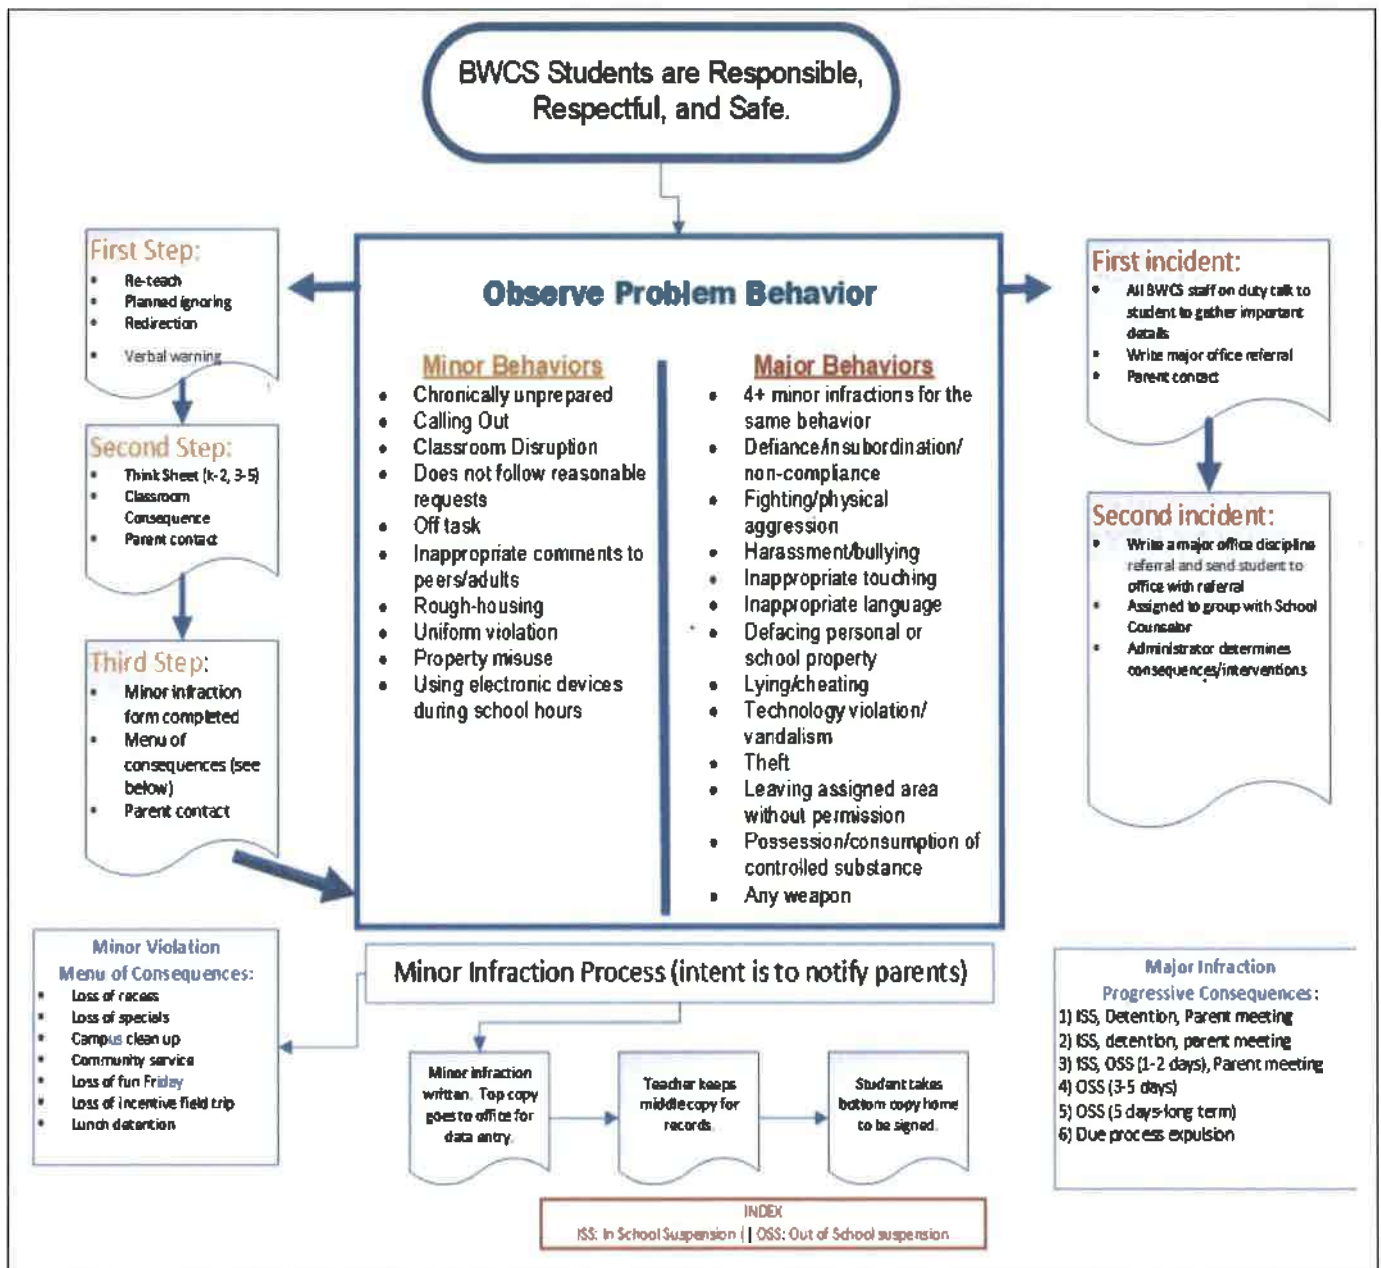 BWCS Students are Responsible,
Respectful, and Safe.
First Step:
• Re-teach
• Planned ignoring
• Redirection
• Verbal warning
Second Step:
• Think Sheet (k-2, 3-5)
• Classroom
Consequence
• Parent contact
Third Step:
• Minor infraction
form completed
• Menu of
consequences (see
below)
• Parent contact
Observe Problem Behavior
Minor Behaviors
• Chronically unprepared
• Calling Out
• Classroom Disruption
• Does not follow reasonable
requests
• Off task
• Inappropriate comments to
peers/adults
• Rough-housing
• Uniform violation
• Property misuse
• Using electronic devices
during school hours
Major Behaviors
• 4+ minor infractions for the
same behavior
• Defiance/insubordination/
non-compliance
• Fighting/physical
aggression
• Harassment/bullying
• Inappropriate touching
• Inappropriate language
• Defacing personal or
school property
• Lying/cheating
• Technology violation/
vandalism
• Theft
• Leaving assigned area
without permission
• Possession/consumption of
controlled substance
• Any weapon
First incident:
• All BWCS staff on duty talk to
student to gather important
details
• Write major office referral
• Parent contact
Second incident:
• Write a major office discipline
referral and send student to
office with referral
• Assigned to group with School
Counselor
• Administrator determines
consequences/interventions
Minor Violation
Menu of Consequences:
• Loss of recess
• Loss of specials
• Campus clean up
• Community service
• Loss of fun Friday
• Loss of incentive field trip
• Lunch detention
Minor Infraction Process (intent is to notify parents)
Minor infraction
written. Top copy
goes to office for
data entry.
Teacher keeps
middle copy for
records.
Student takes
bottom copy home
to be signed.
Major Infraction
Progressive Consequences:
1) ISS, Detention, Parent meeting
2) ISS, detention, parent meeting
3) ISS, OSS (1-2 days), Parent meeting
4) OSS (3-5 days)
5) OSS (5 days-long term)
6) Due process expulsion
INDEX
ISS: In School Suspension || OSS: Out of School suspension